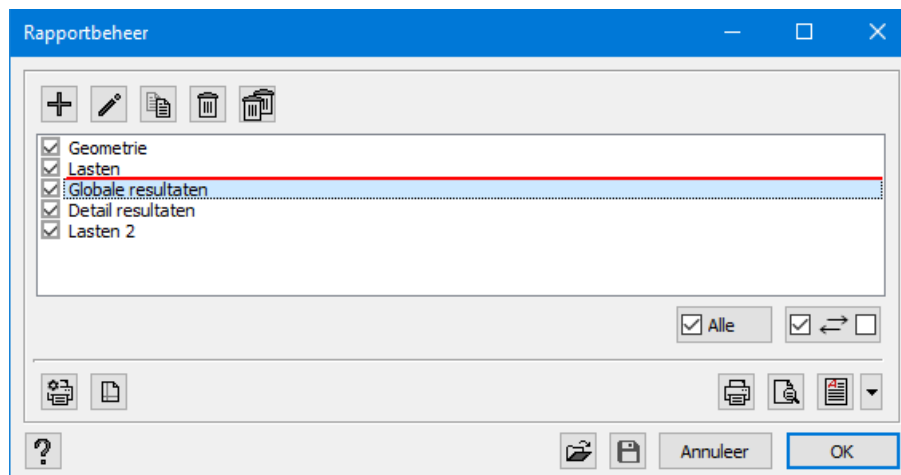 Rapportbeheer
Geometrie
Lasten
Globale resultaten
Detail resultaten
Lasten 2
Alle
?
Annuleer
OK